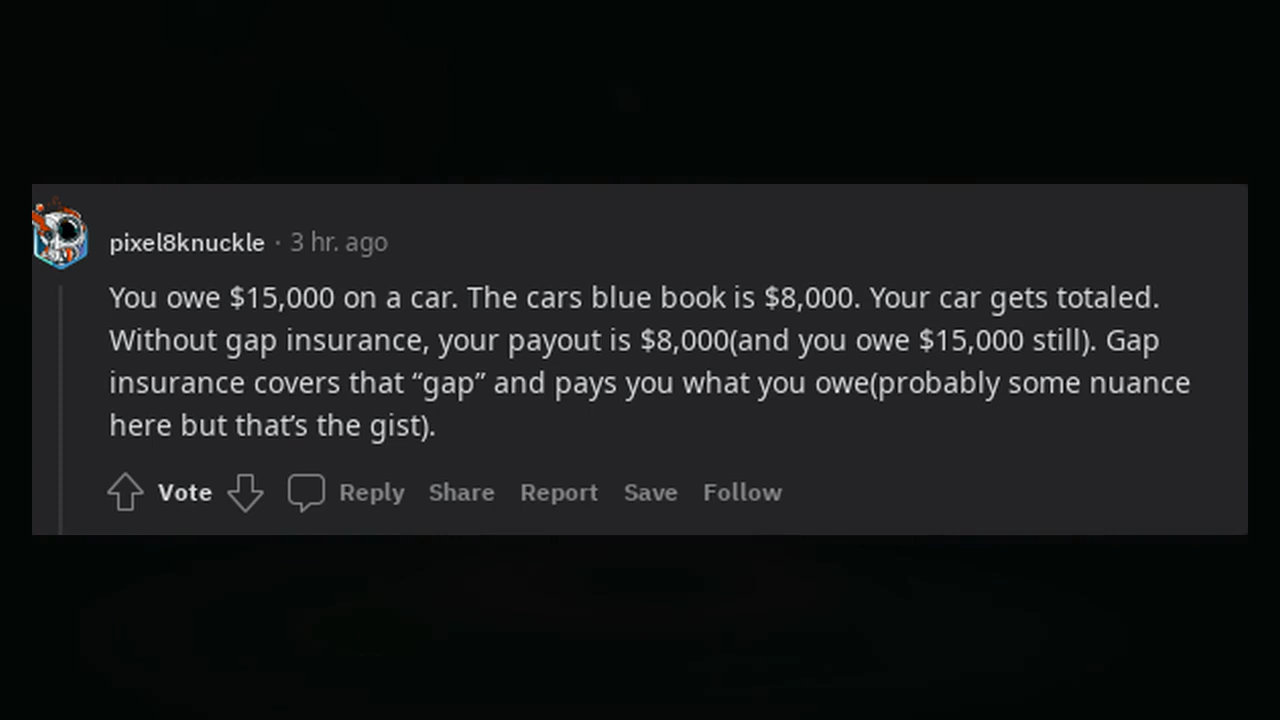 pixel8knuckle · 3 hr. ago
You owe $15,000 on a car. The cars blue book is $8,000. Your car gets totaled.
Without gap insurance, your payout is $8,000(and you owe $15,000 still). Gap
insurance covers that “gap” and pays you what you owe(probably some nuance
here but that’s the gist).
Vote Reply Share Report Save Follow